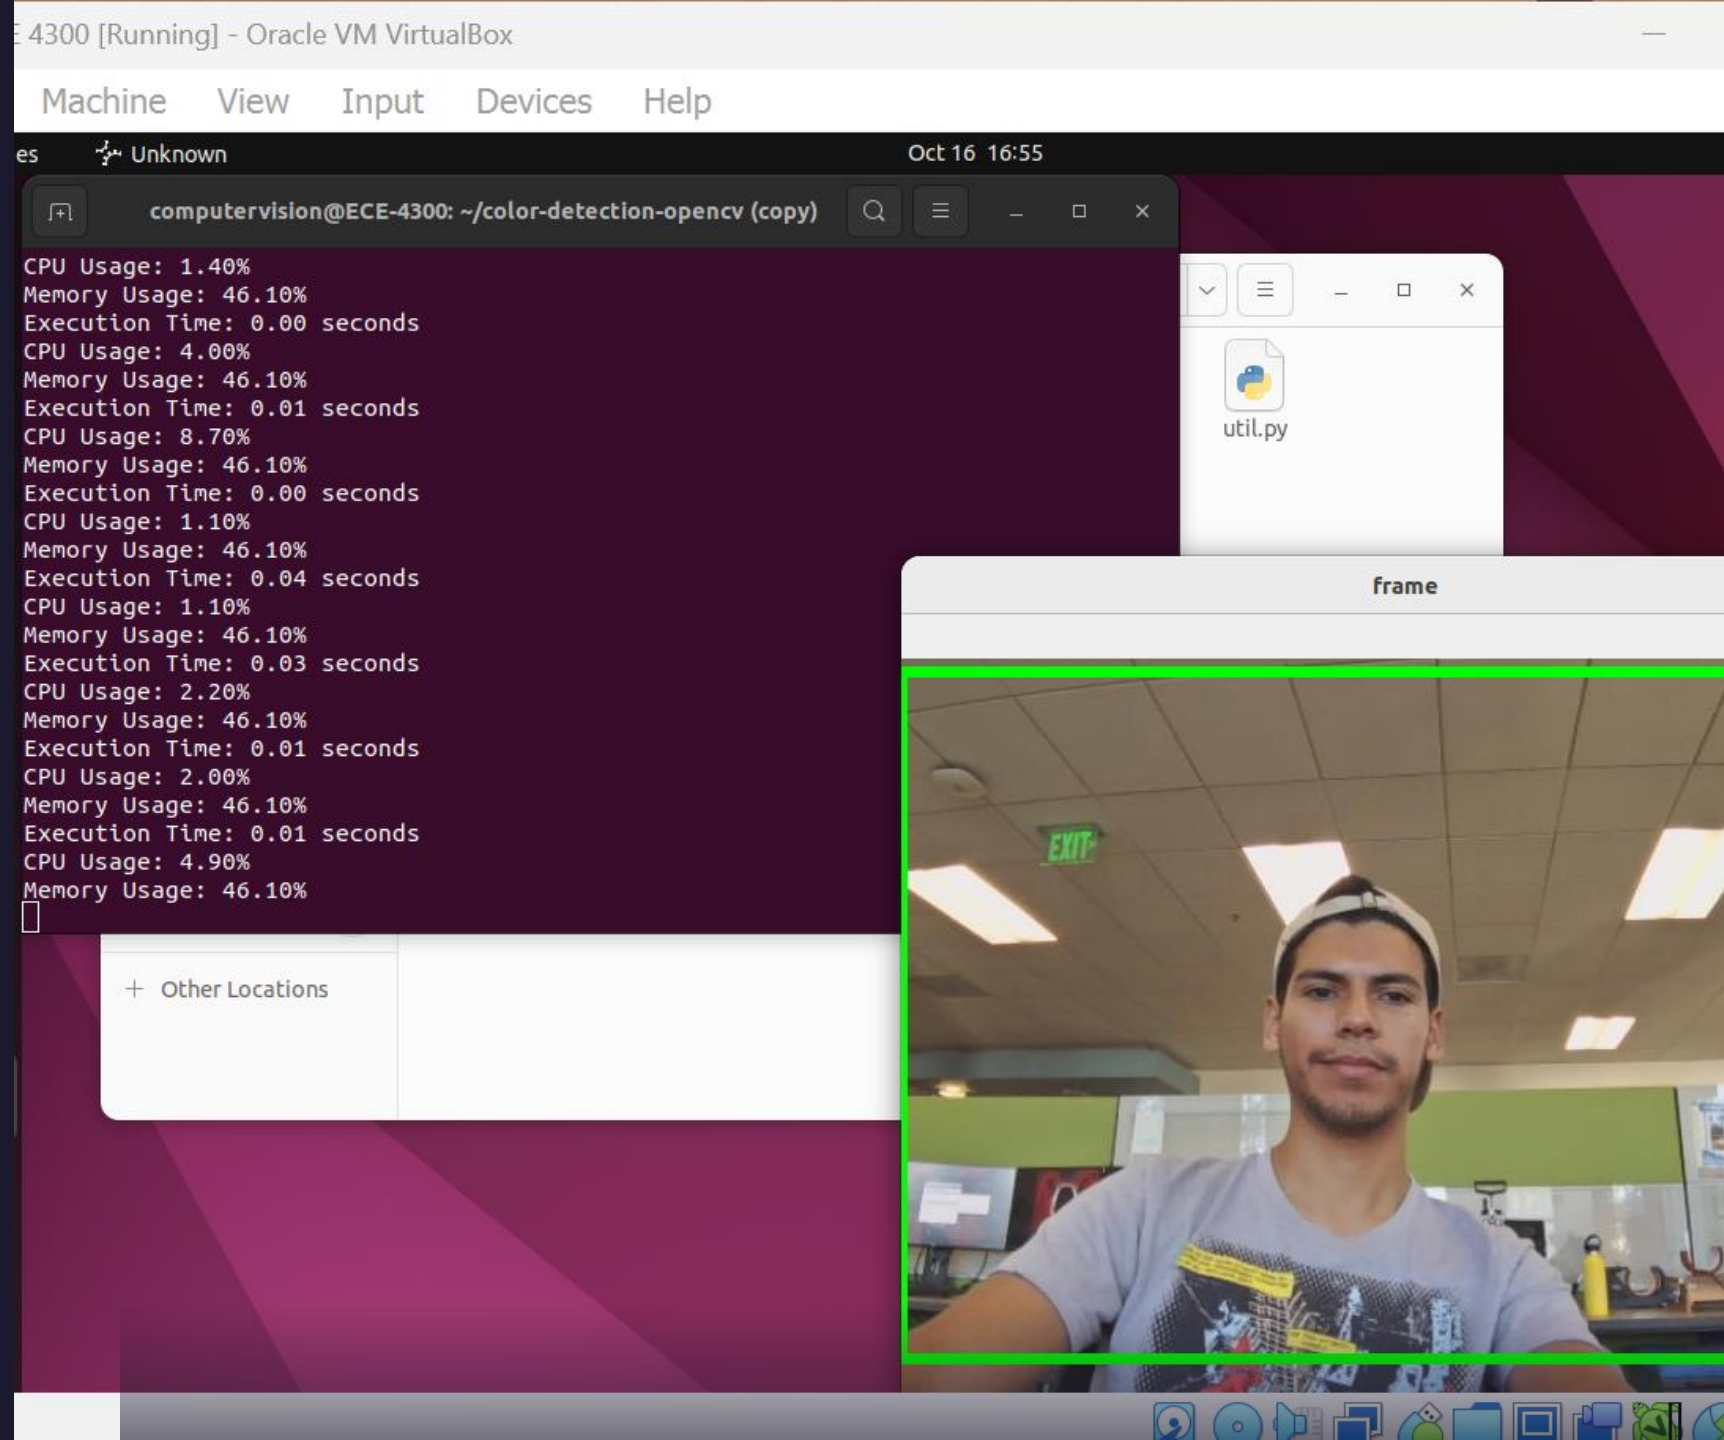 E 4300 [Running] - Oracle VM VirtualBox
Machine View Input Devices Help
es Unknown Oct 16 16:55
computervision@ECE-4300: ~/color-detection-opencv (copy)
CPU Usage: 1.40%
Memory Usage: 46.10%
Execution Time: 0.00 seconds
CPU Usage: 4.00%
Memory Usage: 46.10%
Execution Time: 0.01 seconds
CPU Usage: 8.70%
Memory Usage: 46.10%
Execution Time: 0.00 seconds
CPU Usage: 1.10%
Memory Usage: 46.10%
Execution Time: 0.04 seconds
CPU Usage: 1.10%
Memory Usage: 46.10%
Execution Time: 0.03 seconds
CPU Usage: 2.20%
Memory Usage: 46.10%
Execution Time: 0.01 seconds
CPU Usage: 2.00%
Memory Usage: 46.10%
Execution Time: 0.01 seconds
CPU Usage: 4.90%
Memory Usage: 46.10%
util.py
Other Locations
frame
EXIT